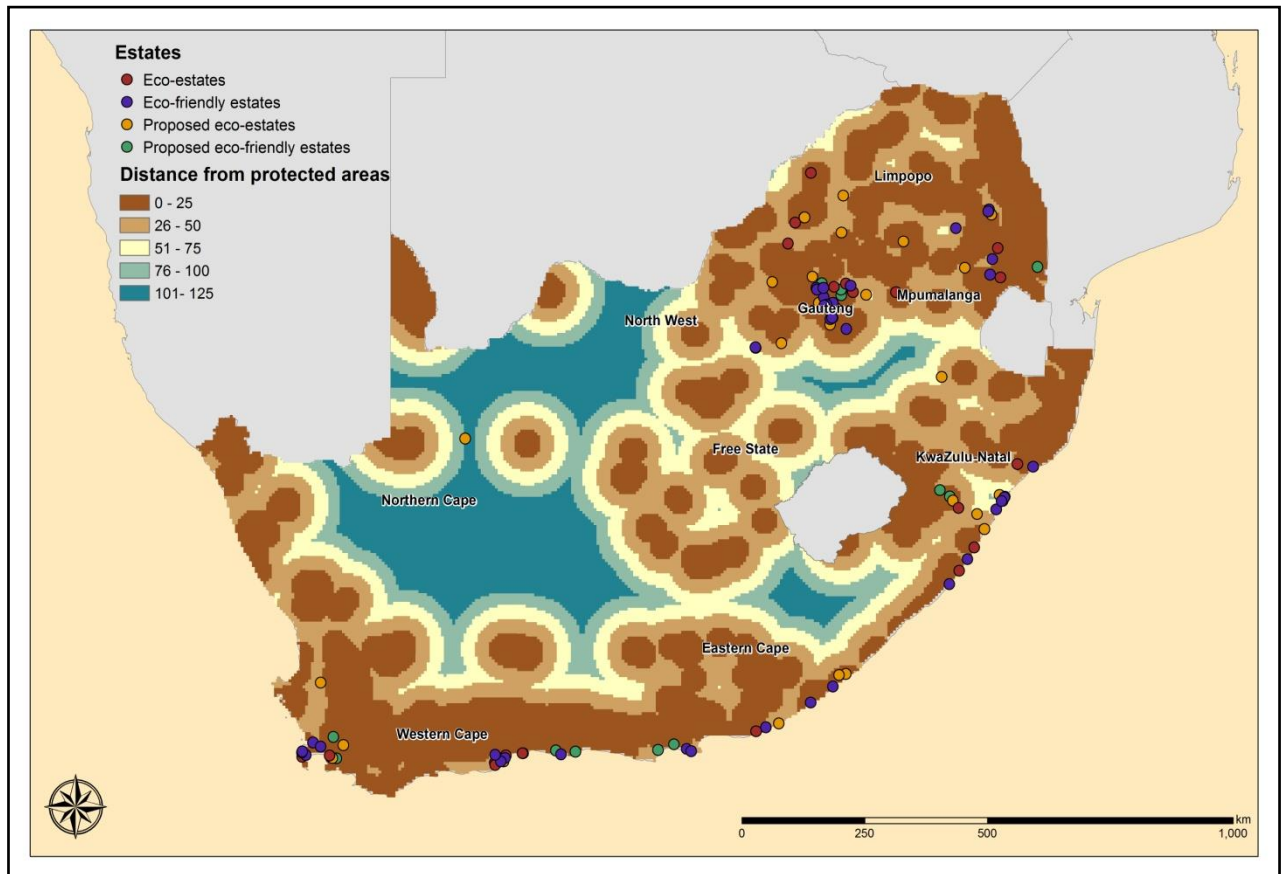 Estates
Eco-estates
Eco-friendly estates
Proposed eco-estates
Proposed eco-friendly estates
Distance from protected areas
0 - 25
26 - 50
51 - 75
76 - 100
101- 125
Limpopo
Mpumalanga
Gauteng
North West
Free State
KwaZulu-Natal
Northern Cape
Eastern Cape
Western Cape
km
0 250 500 1,000